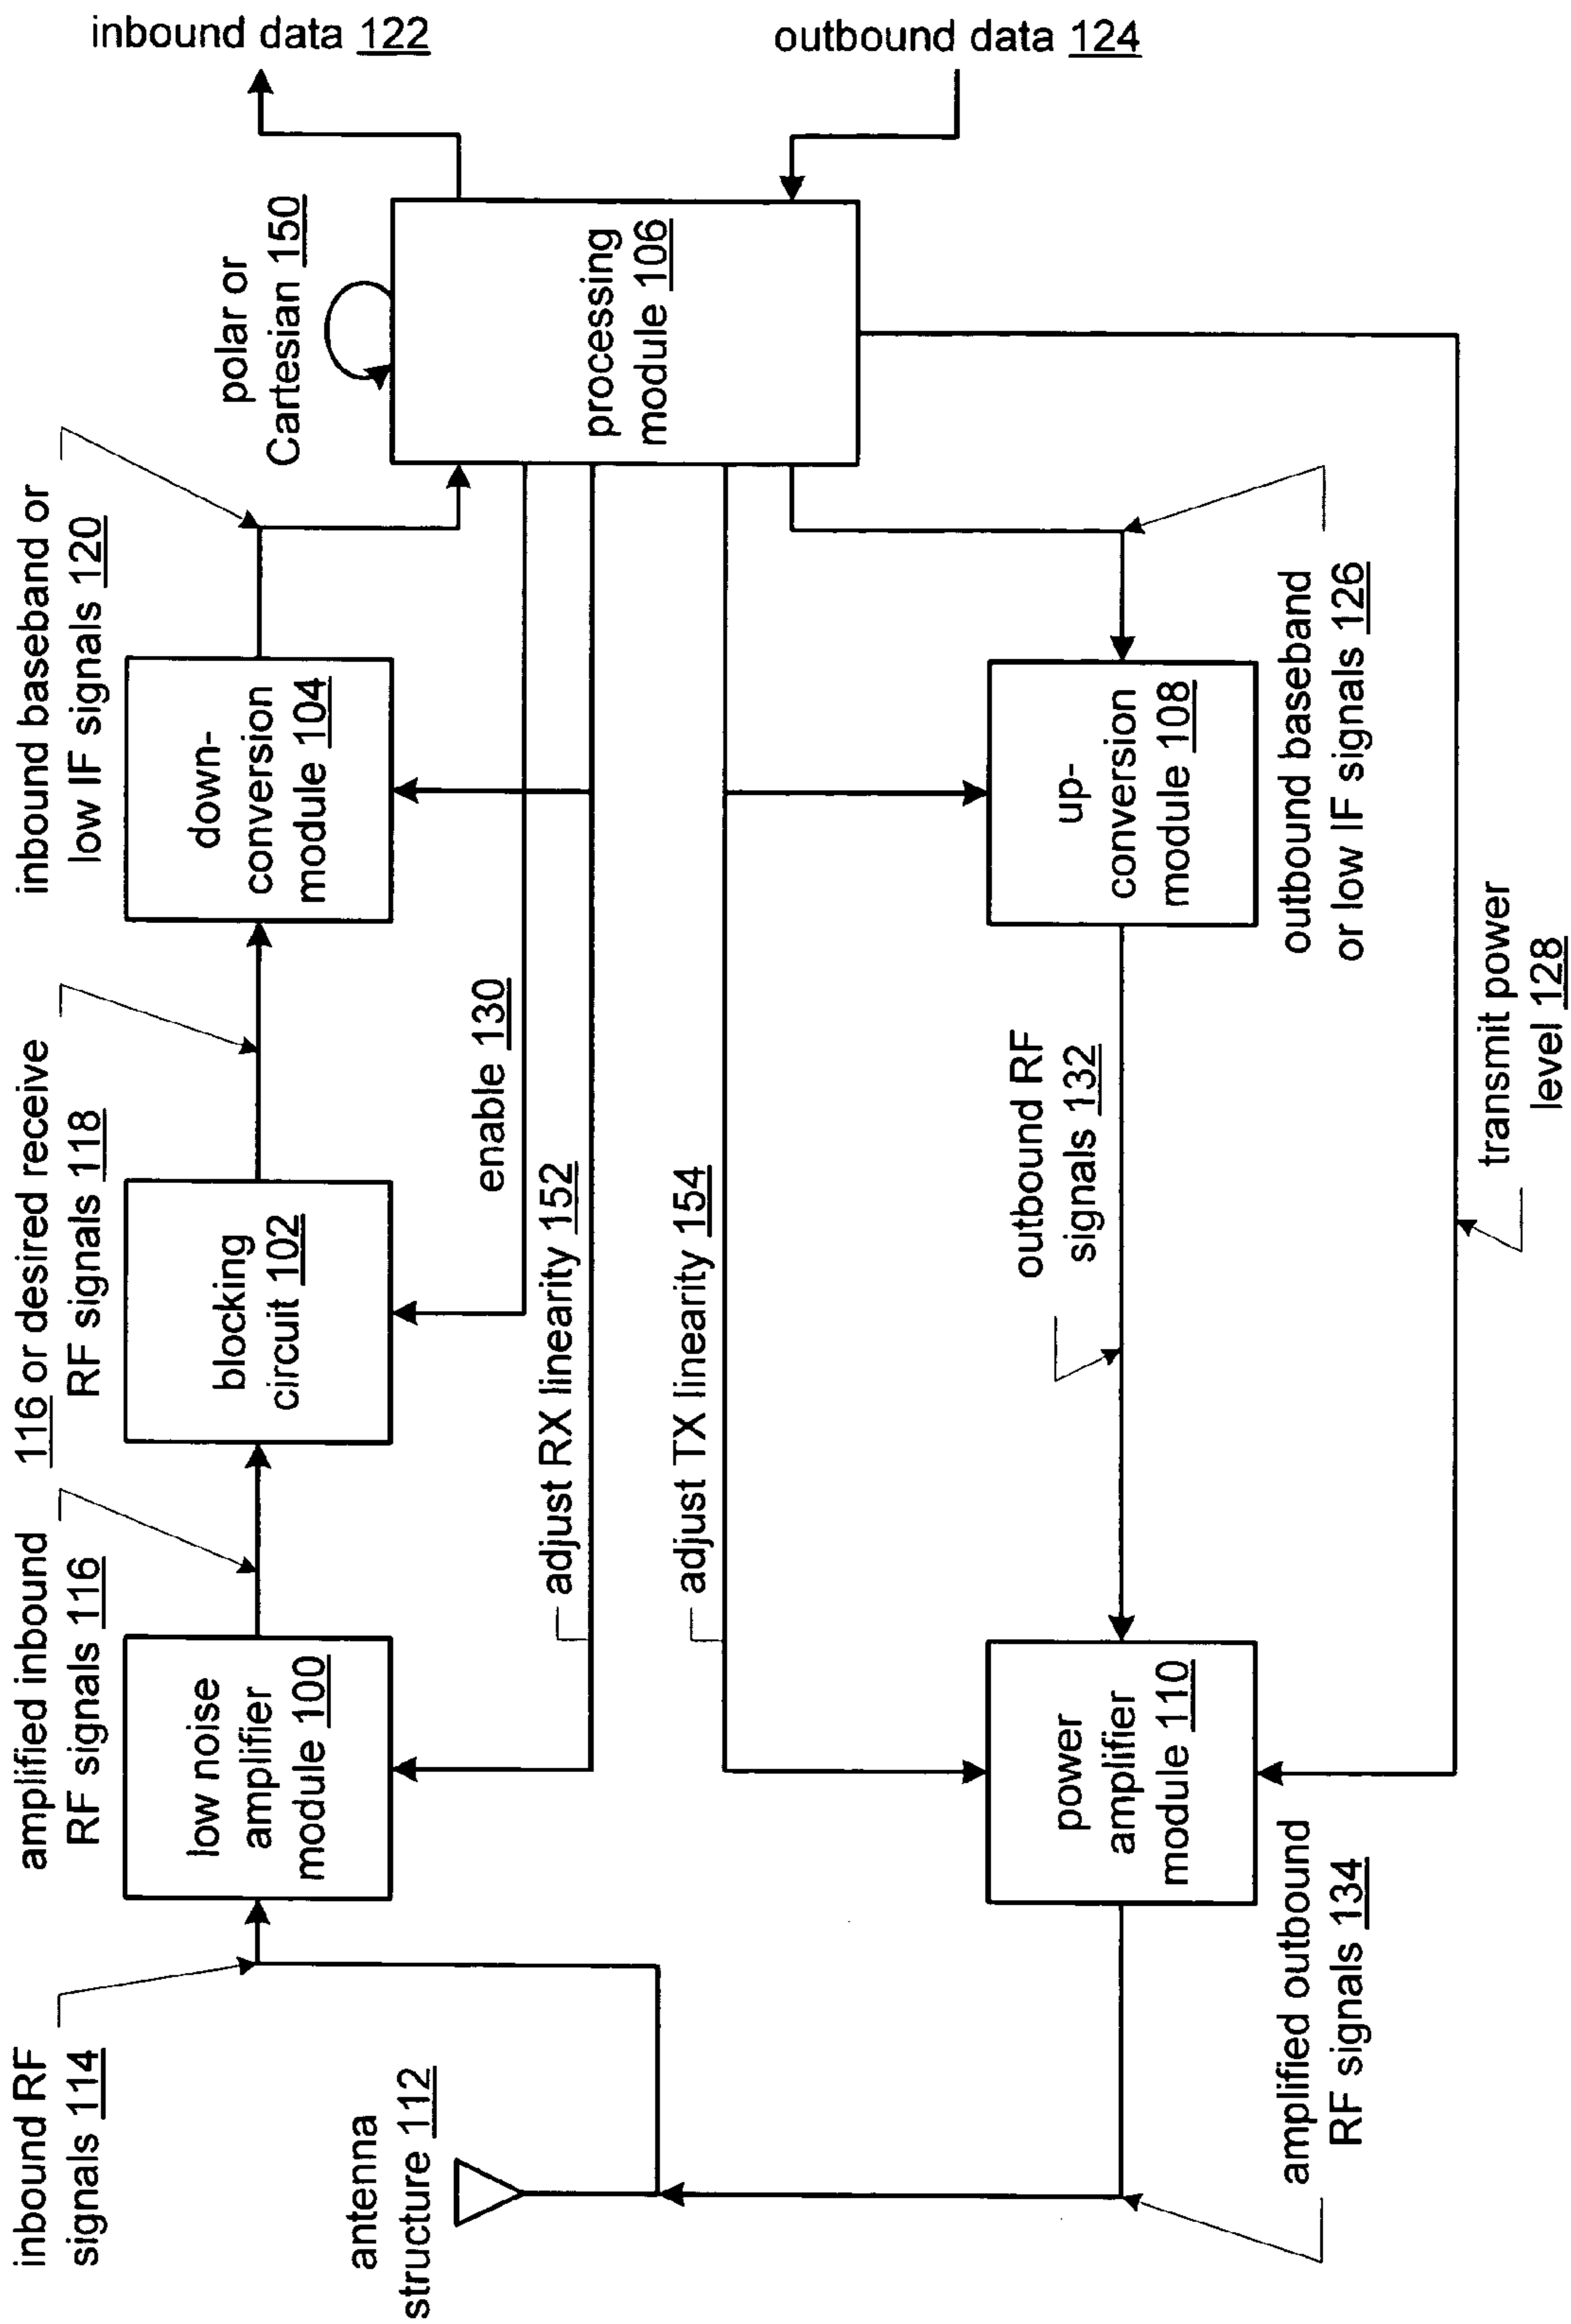 inbound RF
signals 114
amplified inbound
RF signals 116
116 or desired receive
RF signals 118
inbound baseband or
low IF signals 120
polar or
Cartesian 150
inbound data 122
low noise
amplifier
module 100
blocking
circuit 102
down-
conversion
module 104
antenna
structure 112
enable 130
adjust RX linearity 152
adjust TX linearity 154
processing
module 106
outbound data 124
outbound RF
signals 132
power
amplifier
module 110
up-
conversion
module 108
amplified outbound
RF signals 134
outbound baseband
or low IF signals 126
transmit power
level 128